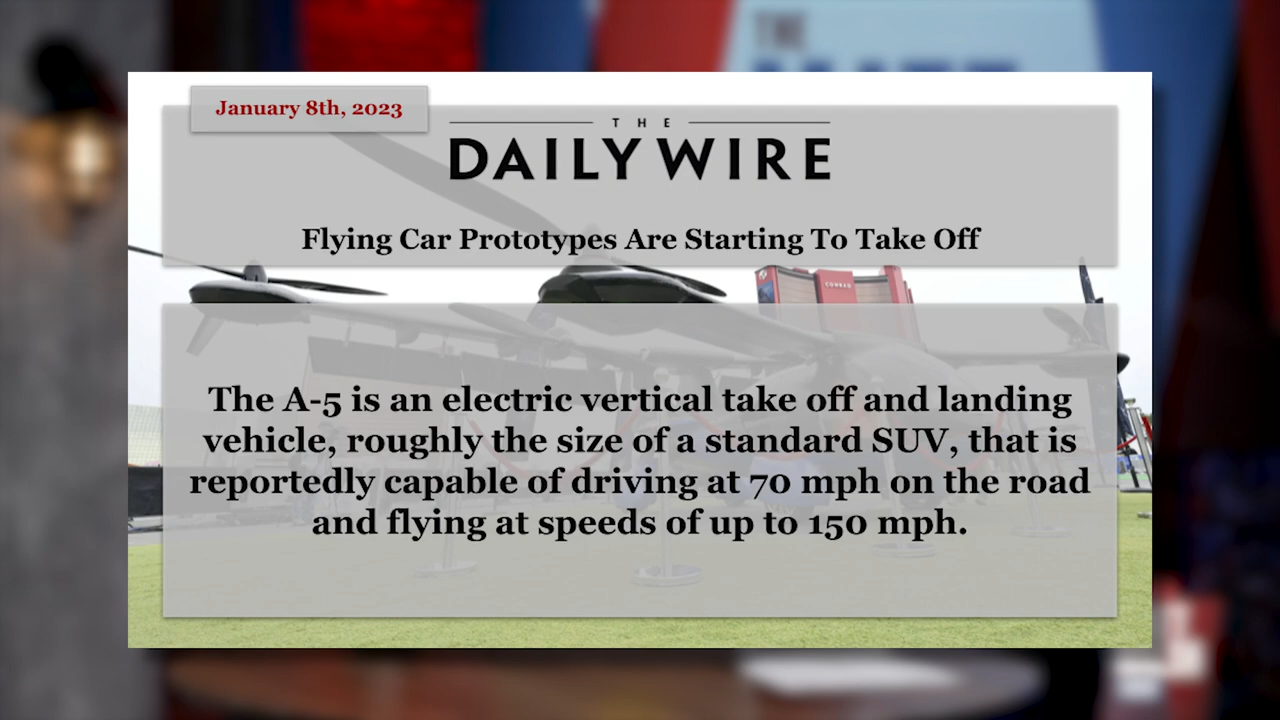 THE
January 8th, 2023
THE
DAILY WIRE
Flying Car Prototypes Are Starting To Take Off
CONRAD
The A-5 is an electric vertical take off and landing
vehicle, roughly the size of a standard SUV, that is
reportedly capable of driving at 70 mph on the road
and flying at speeds of up to 150 mph.